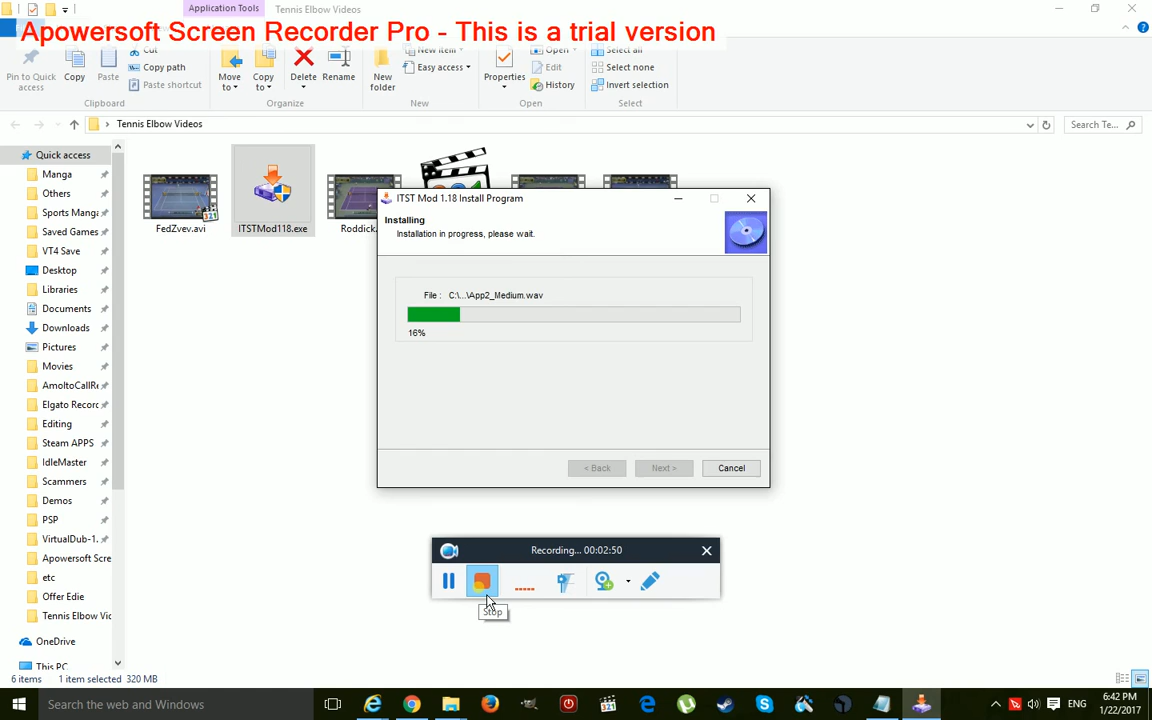 Application Tools
Tennis Elbow Videos
Apowersoft Screen Recorder Pro - This is a trial version
Pin to Quick access
Copy
Paste
Cut
Copy path
Paste shortcut
Clipboard
Move to
Copy to
Delete
Rename
Organize
New folder
New item
Easy access
New
Properties
Open
Edit
History
Open
Select all
Select none
Invert selection
Select
Tennis Elbow Videos
Search Te...
Quick access
Manga
Others
Sports Manga
Saved Games
VT4 Save
Desktop
Libraries
Documents
Downloads
Pictures
Movies
AmoltoCallRe
Elgato Record
Editing
Steam APPS
IdleMaster
Scammers
Demos
PSP
VirtualDub-1.
Apowersoft Scre
etc
Offer Edie
Tennis Elbow Vic
OneDrive
This PC
321
FedZvev.avi
ITSTMod118.exe
Roddick.
ITST Mod 1.18 Install Program
Installing
Installation in progress, please wait.
File : C:\...\App2_Medium.wav
16%
< Back
Next >
Cancel
Recording... 00:02:50
Stop
6 items 1 item selected 320 MB
Search the web and Windows
ENG
6:42 PM
1/22/2017